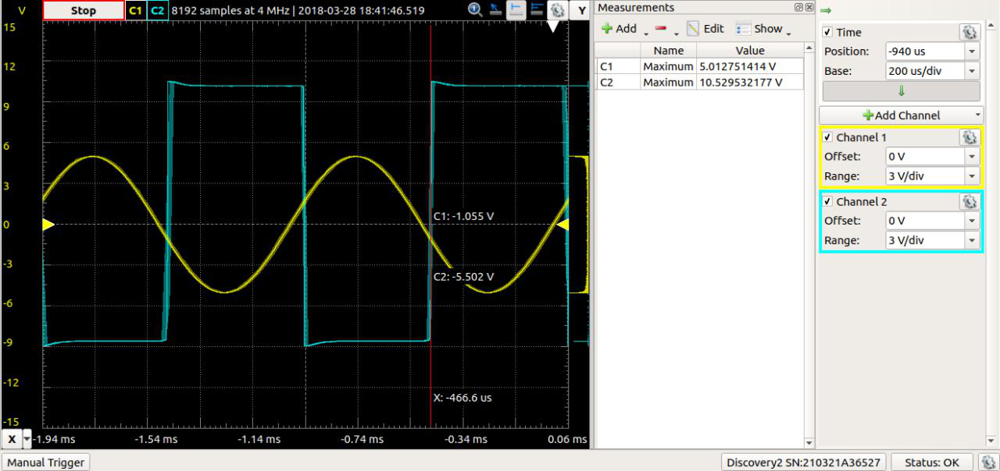 V Stop C1 C2 8192 samples at 4 MHz | 2018-03-28 18:41:46.519 Y
15
12
9
6
3
0
-3
-6
-9
-12
-15
C1: -1.055 V
C2: -5.502 V
X: -466.6 us
X -1.94 ms -1.54 ms -1.14 ms -0.74 ms -0.34 ms 0.06 ms
Measurements
Add Edit Show
Name Value
C1 Maximum 5.012751414 V
C2 Maximum 10.529532177 V
Time
Position: -940 us
Base: 200 us/div
Add Channel
Channel 1
Offset: 0 V
Range: 3 V/div
Channel 2
Offset: 0 V
Range: 3 V/div
Manual Trigger Discovery2 SN:210321A36527 Status: OK